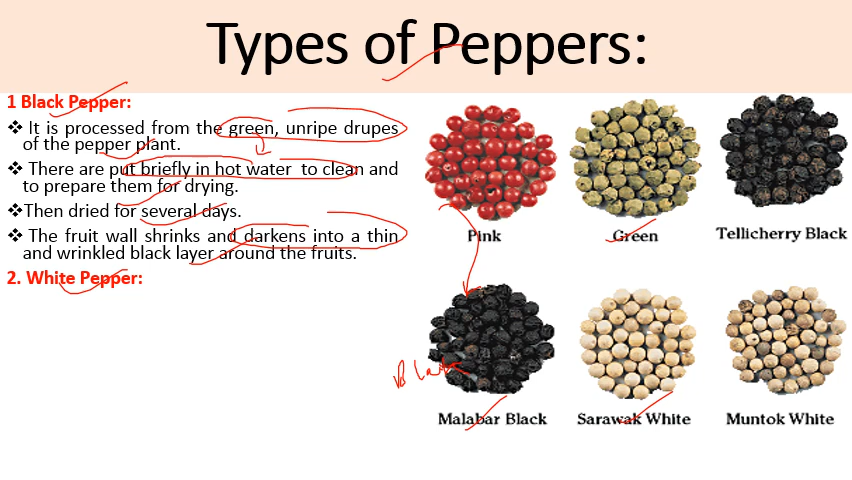 Types of Peppers:
1 Black Pepper:
❖ It is processed from the green, unripe drupes
of the pepper plant.
❖ There are put briefly in hot water to clean and
to prepare them for drying.
❖Then dried for several days.
❖ The fruit wall shrinks and darkens into a thin
and wrinkled black layer around the fruits.
2. White Pepper:
Pink
Green
Tellicherry Black
Black
Malabar Black
Sarawak White
Muntok White